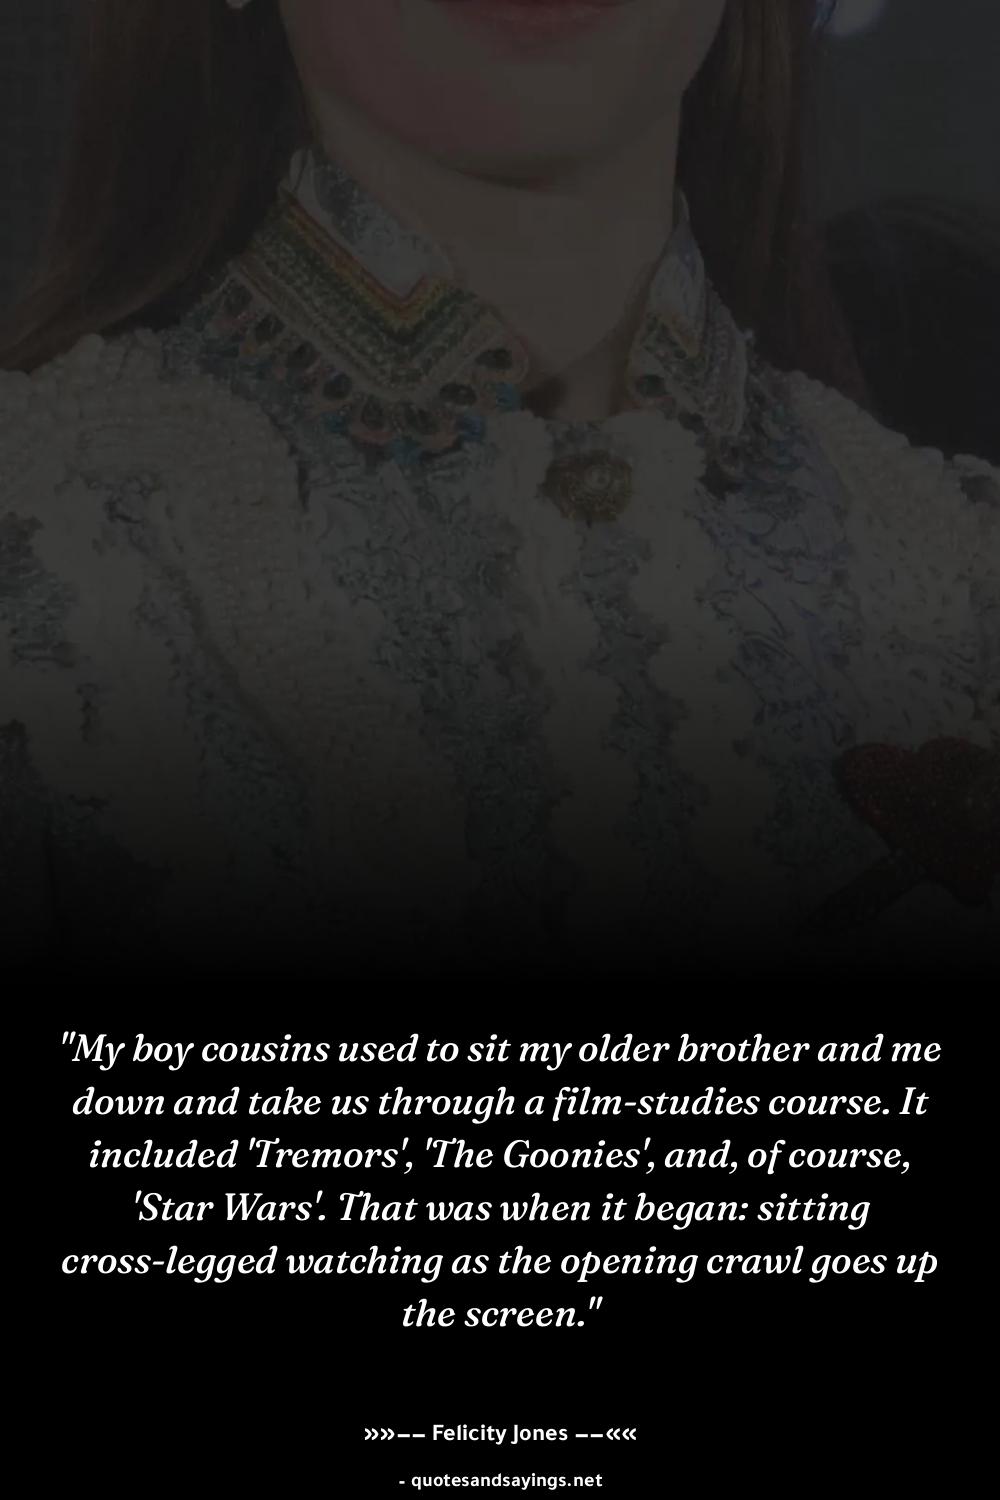 "My boy cousins used to sit my older brother and me
down and take us through a film-studies course. It
included 'Tremors', 'The Goonies', and, of course,
'Star Wars'. That was when it began: sitting
cross-legged watching as the opening crawl goes up
the screen."
»»−− Felicity Jones −−««
- quotesandsayings.net